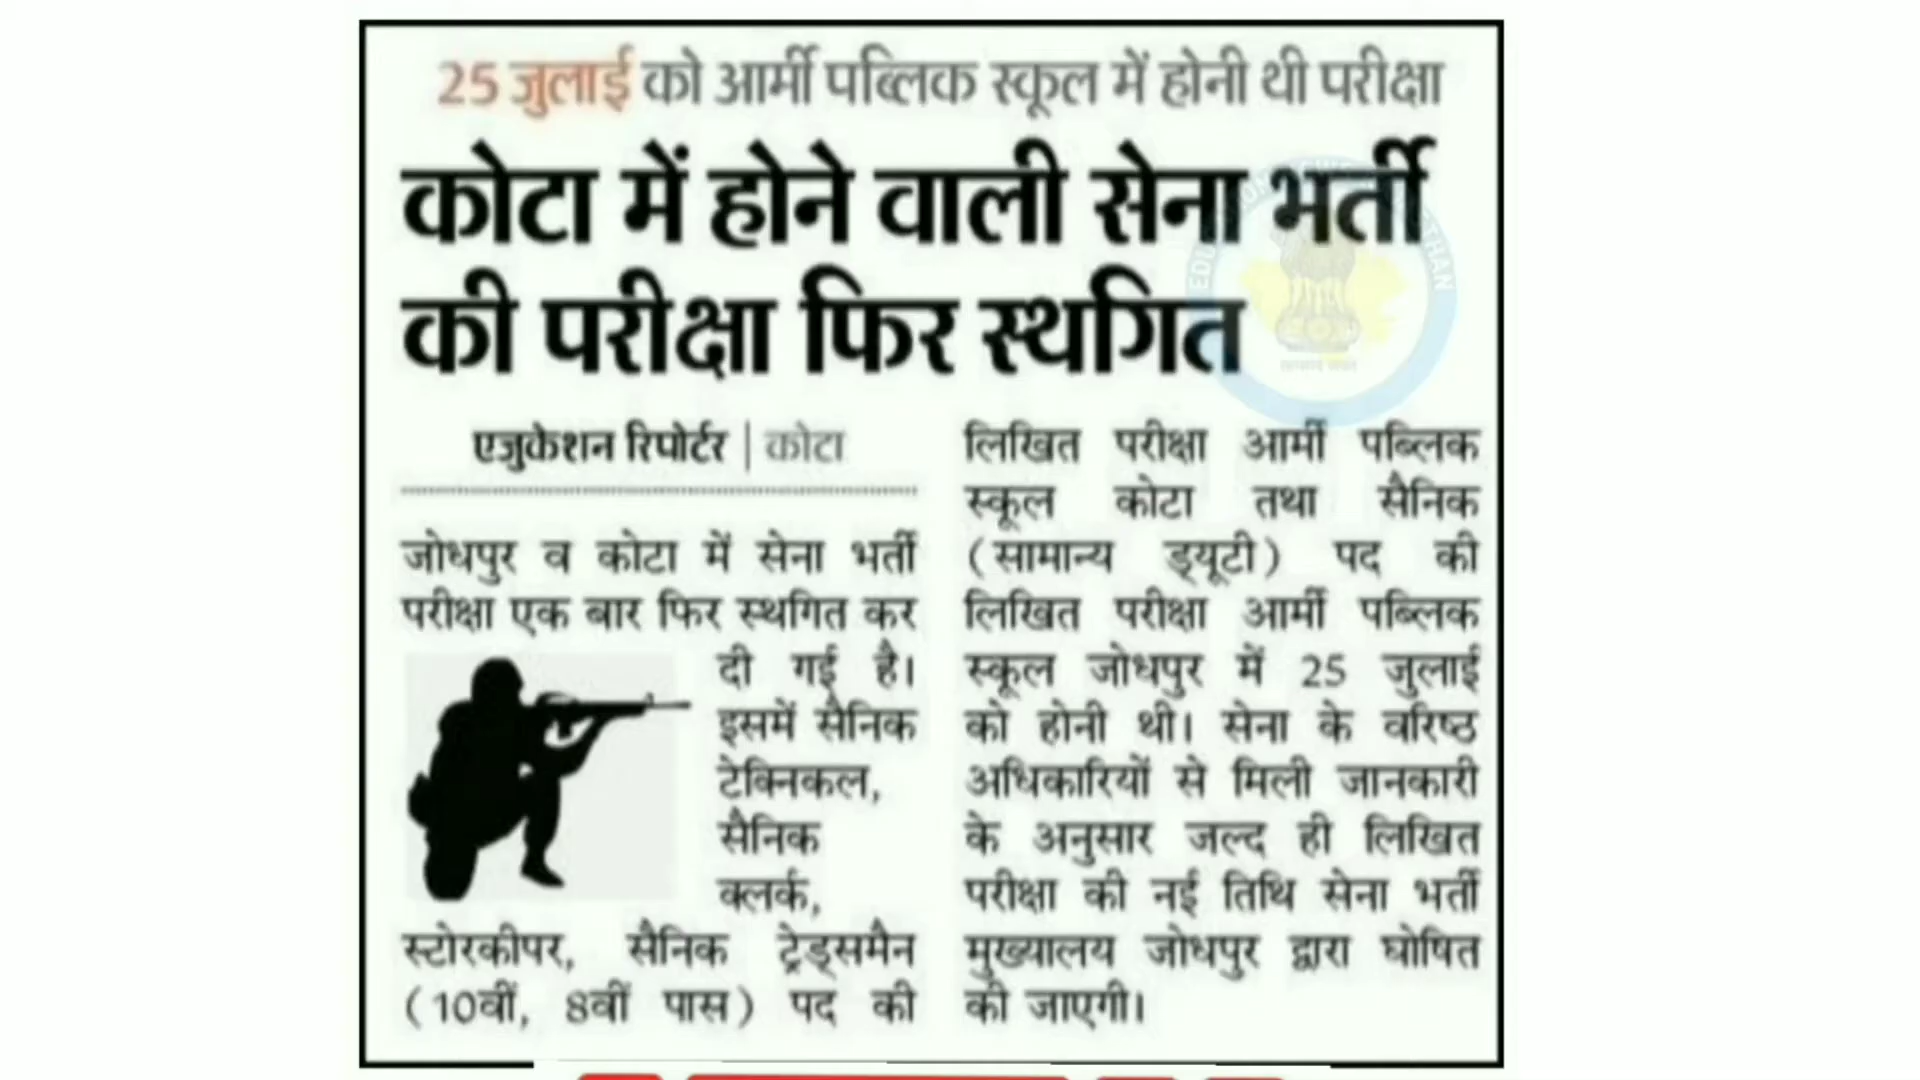 25 जुलाई को आर्मी पब्लिक स्कूल में होनी थी परीक्षा
कोटा में होने वाली सेना भर्ती
की परीक्षा फिर स्थगित
एजुकेशन रिपोर्टर | कोटा
जोधपुर व कोटा में सेना भर्ती
परीक्षा एक बार फिर स्थगित कर
दी गई है।
इसमें सैनिक
टेक्निकल,
सैनिक
क्लर्क,
स्टोरकीपर, सैनिक ट्रेड्समैन
(10वीं, 8वीं पास) पद की
लिखित परीक्षा आर्मी पब्लिक
स्कूल कोटा तथा सैनिक
(सामान्य ड्यूटी) पद की
लिखित परीक्षा आर्मी पब्लिक
स्कूल जोधपुर में 25 जुलाई
को होनी थी। सेना के वरिष्ठ
अधिकारियों से मिली जानकारी
के अनुसार जल्द ही लिखित
परीक्षा की नई तिथि सेना भर्ती
मुख्यालय जोधपुर द्वारा घोषित
की जाएगी।